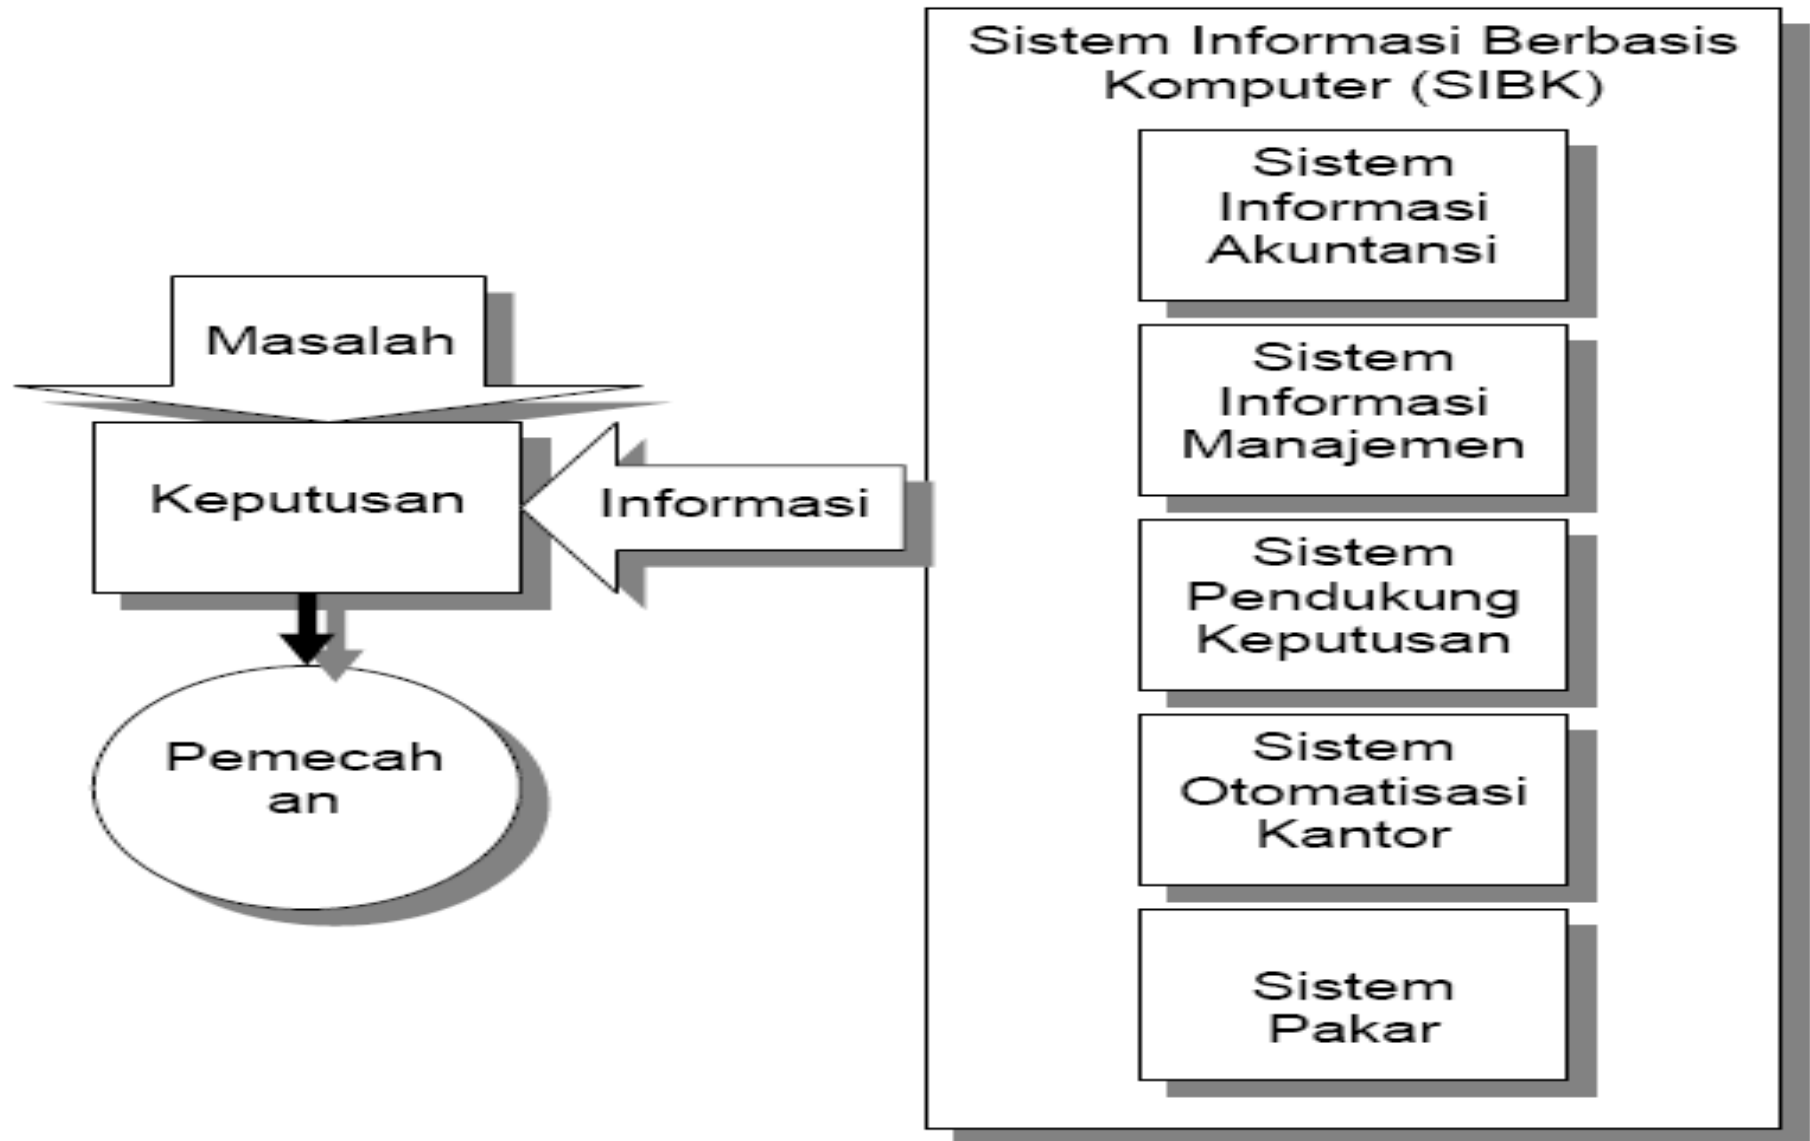 Sistem Informasi Berbasis
Komputer (SIBK)
Sistem
Informasi
Akuntansi
Sistem
Informasi
Manajemen
Sistem
Pendukung
Keputusan
Sistem
Otomatisasi
Kantor
Sistem
Pakar
Masalah
Keputusan
Informasi
Pemecah
an